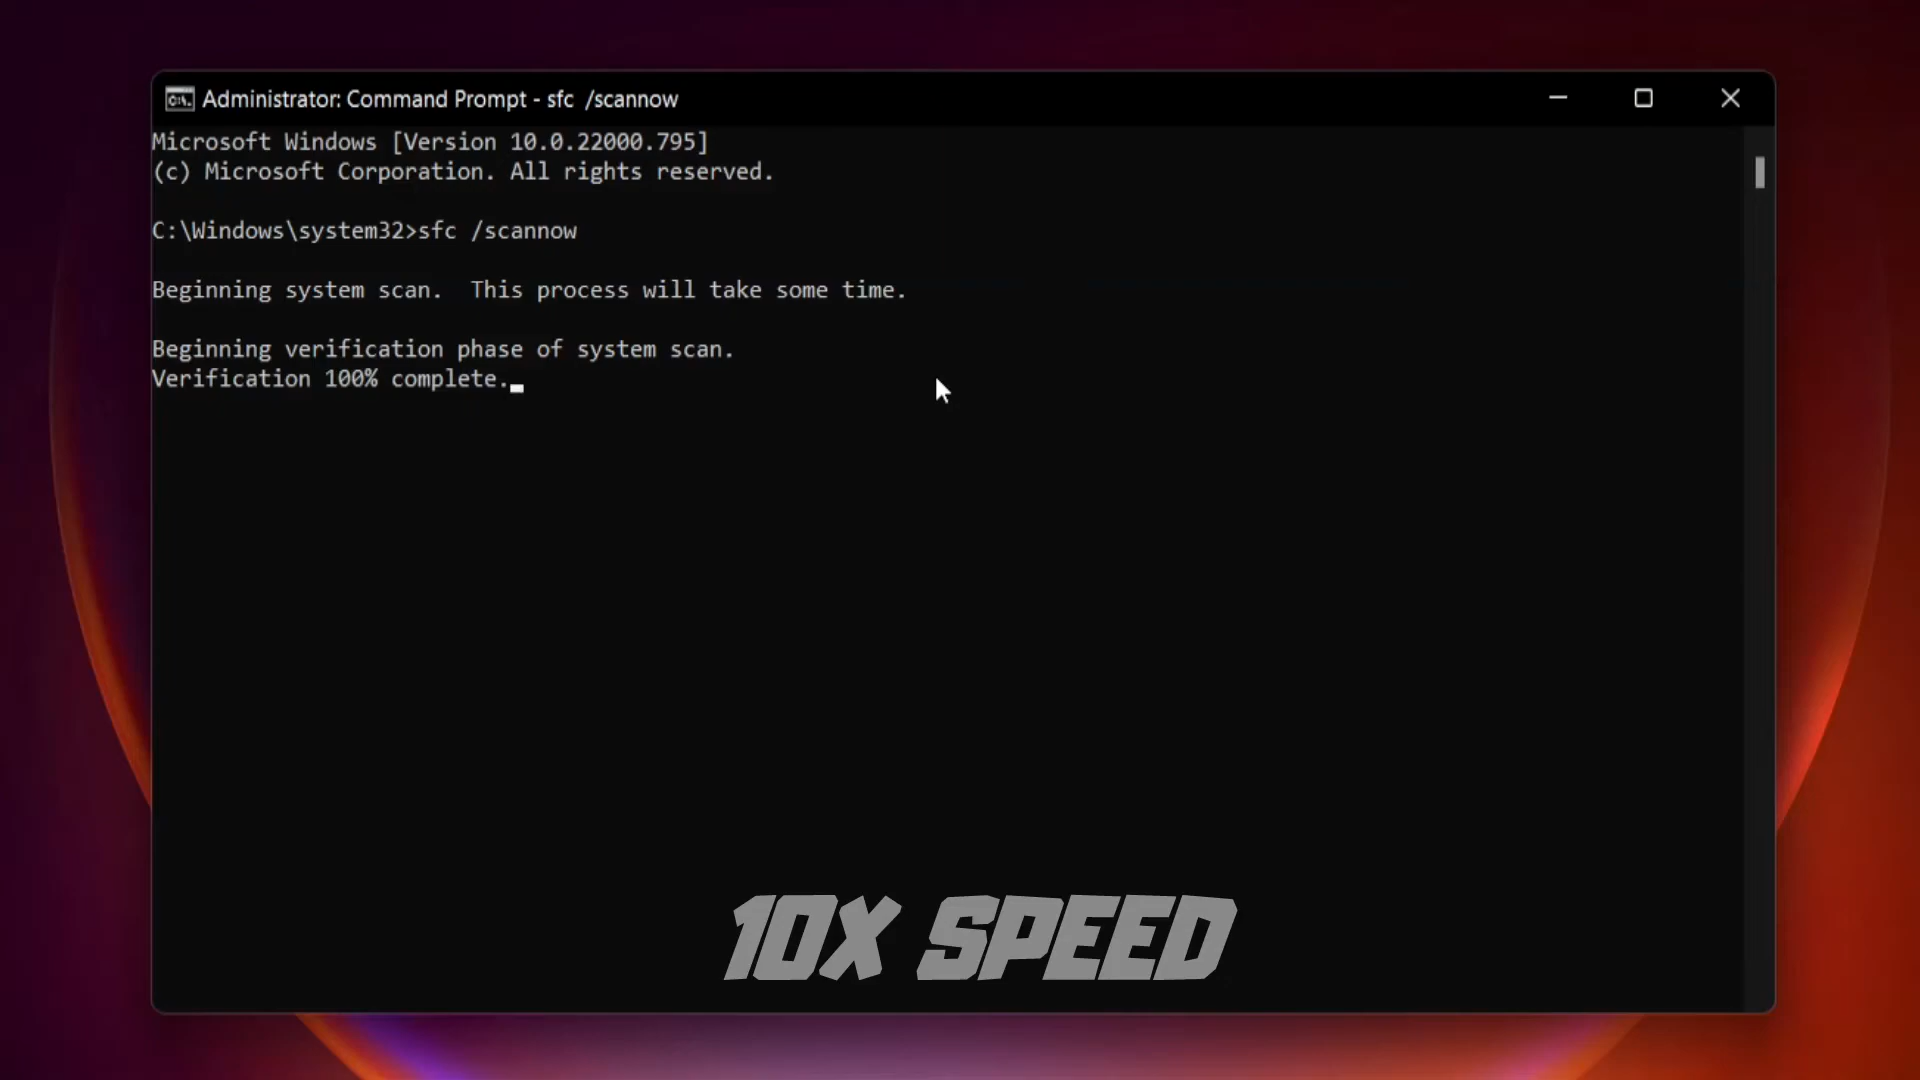 Administrator: Command Prompt - sfc  /scannow
Microsoft Windows [Version 10.0.22000.795]
(c) Microsoft Corporation. All rights reserved.
C:\Windows\system32>sfc /scannow
Beginning system scan.  This process will take some time.
Beginning verification phase of system scan.
Verification 100% complete.
10X SPEED